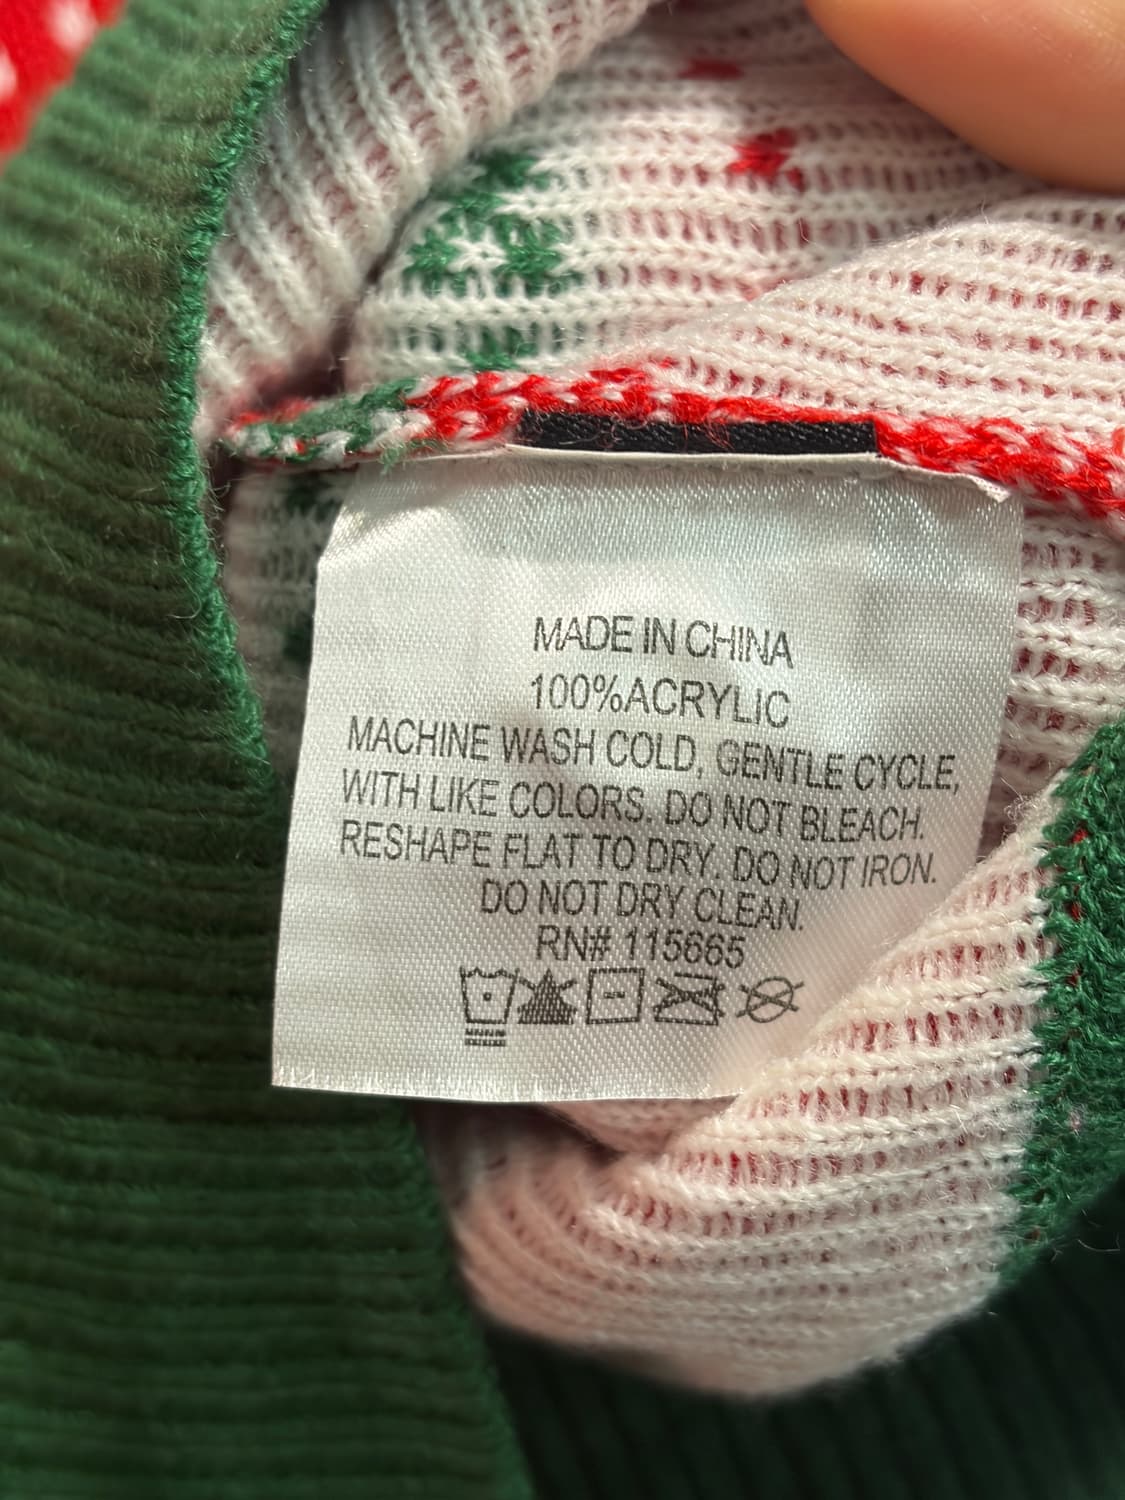 MADE IN CHINA
100%ACRYLIC
MACHINE WASH COLD, GENTLE CYCLE,
WITH LIKE COLORS. DO NOT BLEACH.
RESHAPE FLAT TO DRY. DO NOT IRON.
DO NOT DRY CLEAN.
RN# 115665